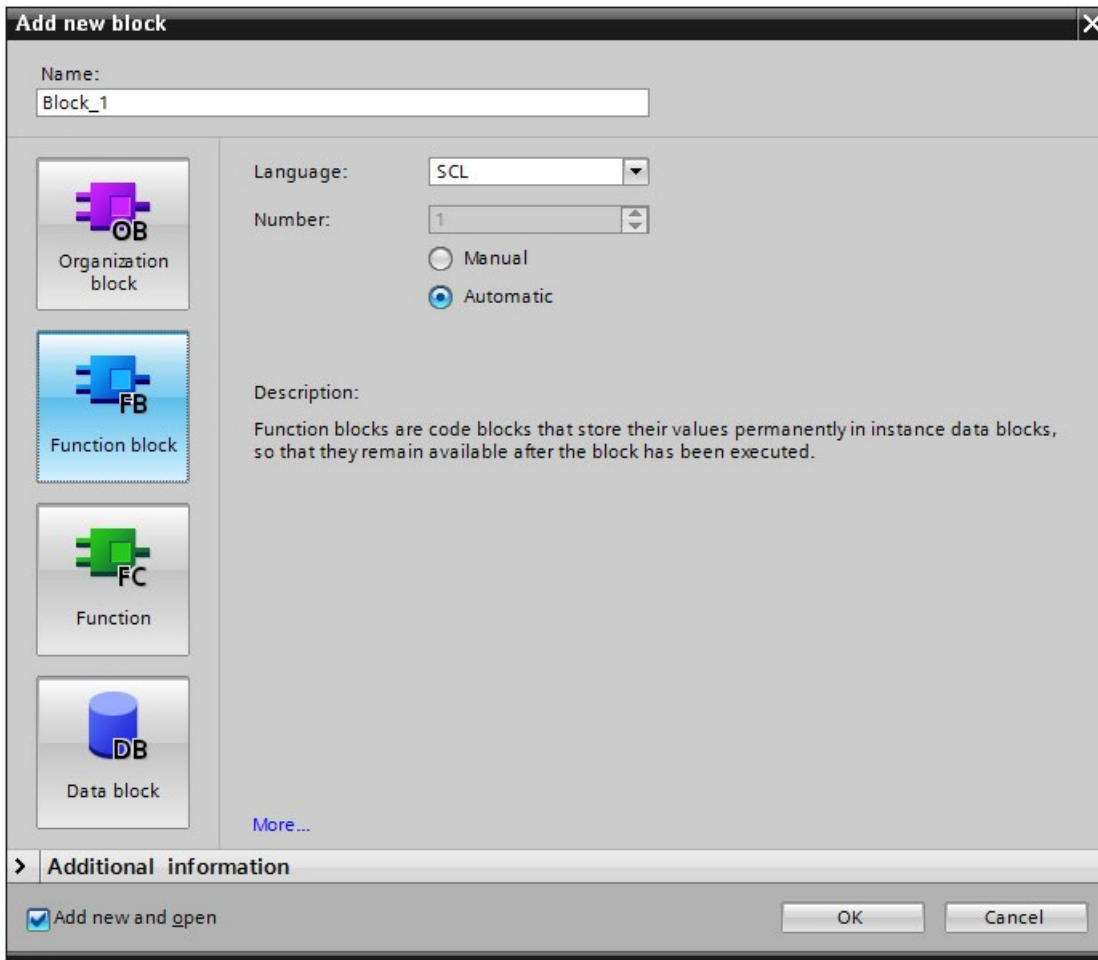 Add new block
Name:
Block_1
OB
Organization
block
FB
Function block
FC
Function
DB
Data block
Language:
SCL
Number:
1
Manual
Automatic
Description:
Function blocks are code blocks that store their values permanently in instance data blocks,
so that they remain available after the block has been executed.
More...
Additional information
Add new and open
OK
Cancel